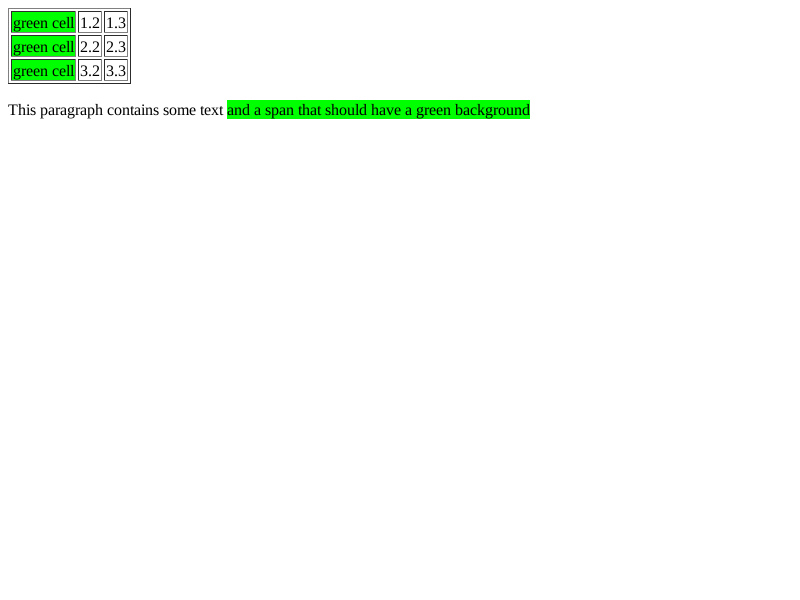 green cell 1.2 1.3
green cell 2.2 2.3
green cell 3.2 3.3
This paragraph contains some text and a span that should have a green background